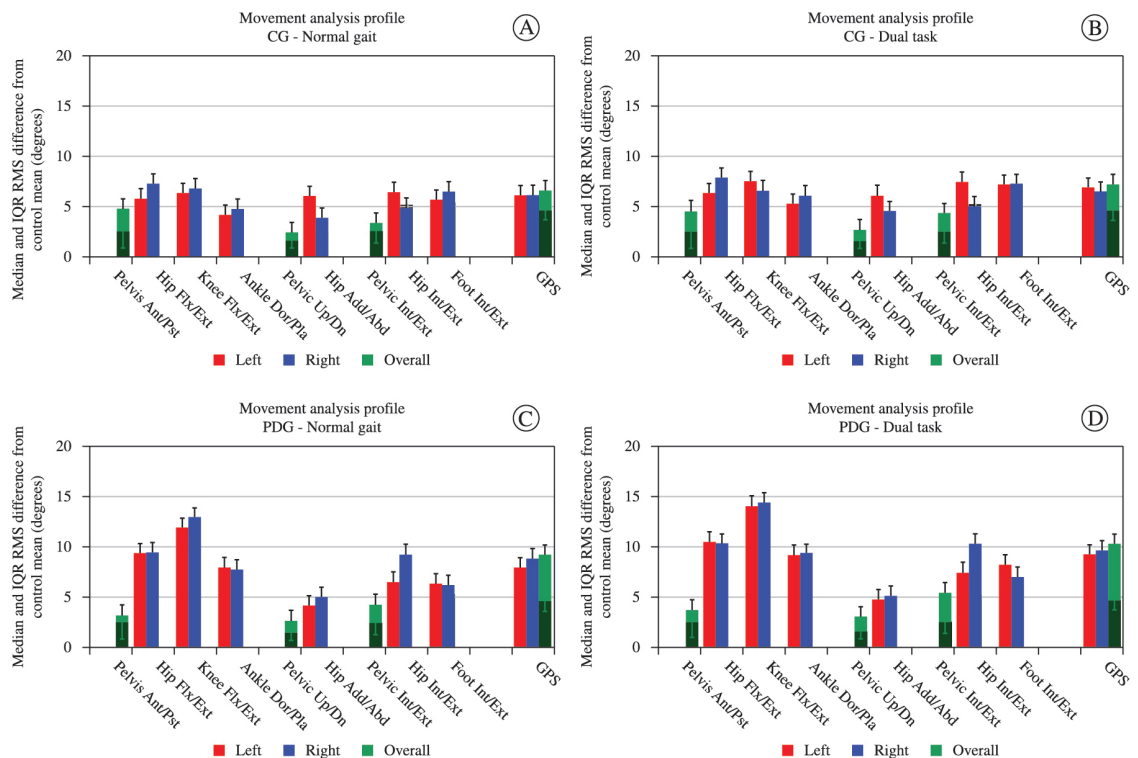 Movement analysis profile
CG - Normal gait
A
Median and IQR RMS difference from
control mean (degrees)
20
15
10
5
0
Pelvis Ant/Pst
Hip Flx/Ext
Knee Flx/Ext
Ankle Dor/Pla
Pelvic Up/Dn
Hip Add/Abd
Pelvic Int/Ext
Hip Int/Ext
Foot Int/Ext
GPS
Left Right Overall
Movement analysis profile
CG - Dual task
B
Median and IQR RMS difference from
control mean (degrees)
20
15
10
5
0
Pelvis Ant/Pst
Hip Flx/Ext
Knee Flx/Ext
Ankle Dor/Pla
Pelvic Up/Dn
Hip Add/Abd
Pelvic Int/Ext
Hip Int/Ext
Foot Int/Ext
GPS
Left Right Overall
Movement analysis profile
PDG - Normal gait
C
Median and IQR RMS difference from
control mean (degrees)
20
15
10
5
0
Pelvis Ant/Pst
Hip Flx/Ext
Knee Flx/Ext
Ankle Dor/Pla
Pelvic Up/Dn
Hip Add/Abd
Pelvic Int/Ext
Hip Int/Ext
Foot Int/Ext
GPS
Left Right Overall
Movement analysis profile
PDG - Dual task
D
Median and IQR RMS difference from
control mean (degrees)
20
15
10
5
0
Pelvis Ant/Pst
Hip Flx/Ext
Knee Flx/Ext
Ankle Dor/Pla
Pelvic Up/Dn
Hip Add/Abd
Pelvic Int/Ext
Hip Int/Ext
Foot Int/Ext
GPS
Left Right Overall